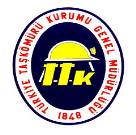 TÜRKİYE TAŞKÖMÜRÜ KURUMU GENEL MÜDÜRLÜĞÜ
TTK
1848